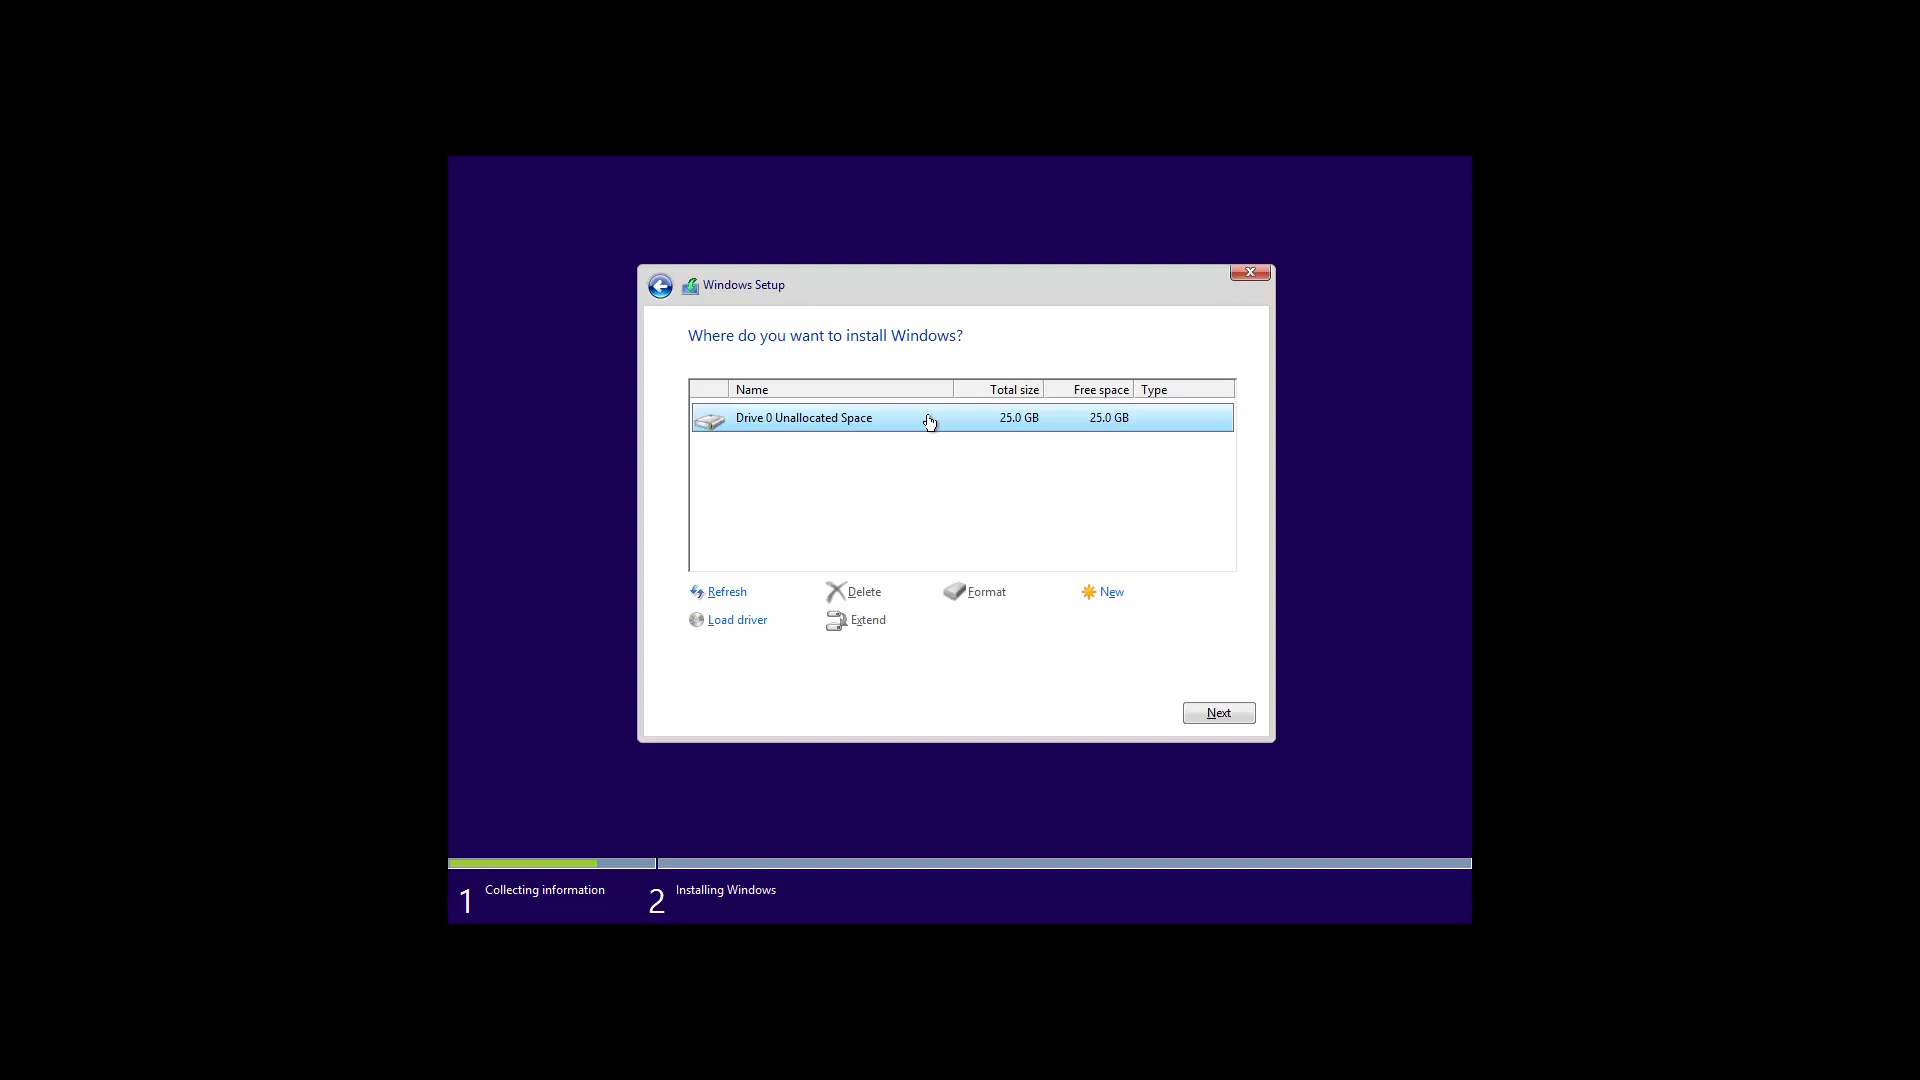 Windows Setup
Where do you want to install Windows?
Name Total size Free space Type
Drive 0 Unallocated Space 25.0 GB 25.0 GB
Refresh Delete Format New
Load driver Extend
Next
1 Collecting information 2 Installing Windows